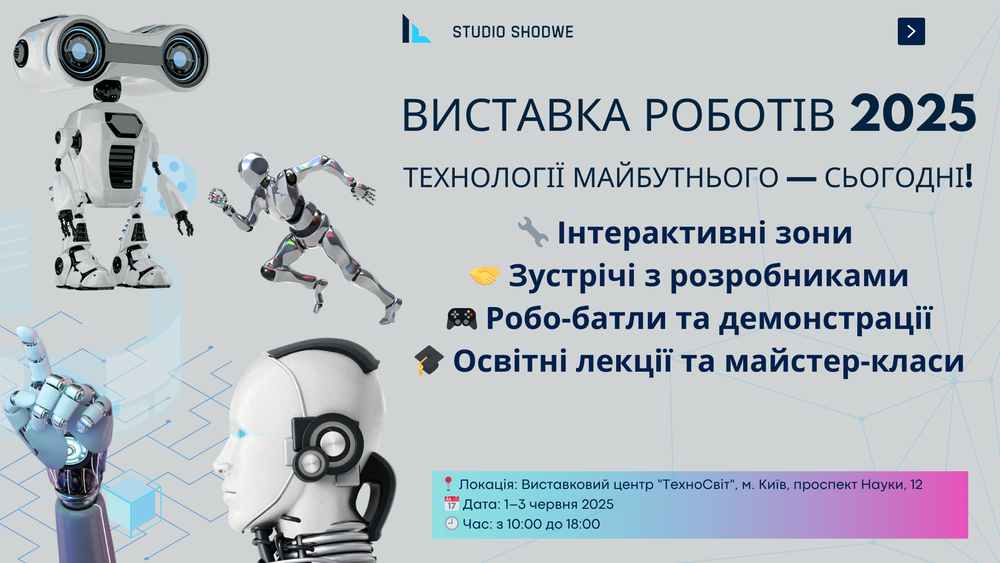 STUDIO SHODWE
ВИСТАВКА РОБОТІВ 2025
ТЕХНОЛОГІЇ МАЙБУТНЬОГО — СЬОГОДНІ!
🔧 Інтерактивні зони
🤝 Зустрічі з розробниками
🎮 Робо-батли та демонстрації
🎓 Освітні лекції та майстер-класи
📍 Локація: Виставковий центр "ТехноСвіт", м. Київ, проспект Науки, 12
📅 Дата: 1–3 червня 2025
🕘 Час: з 10:00 до 18:00